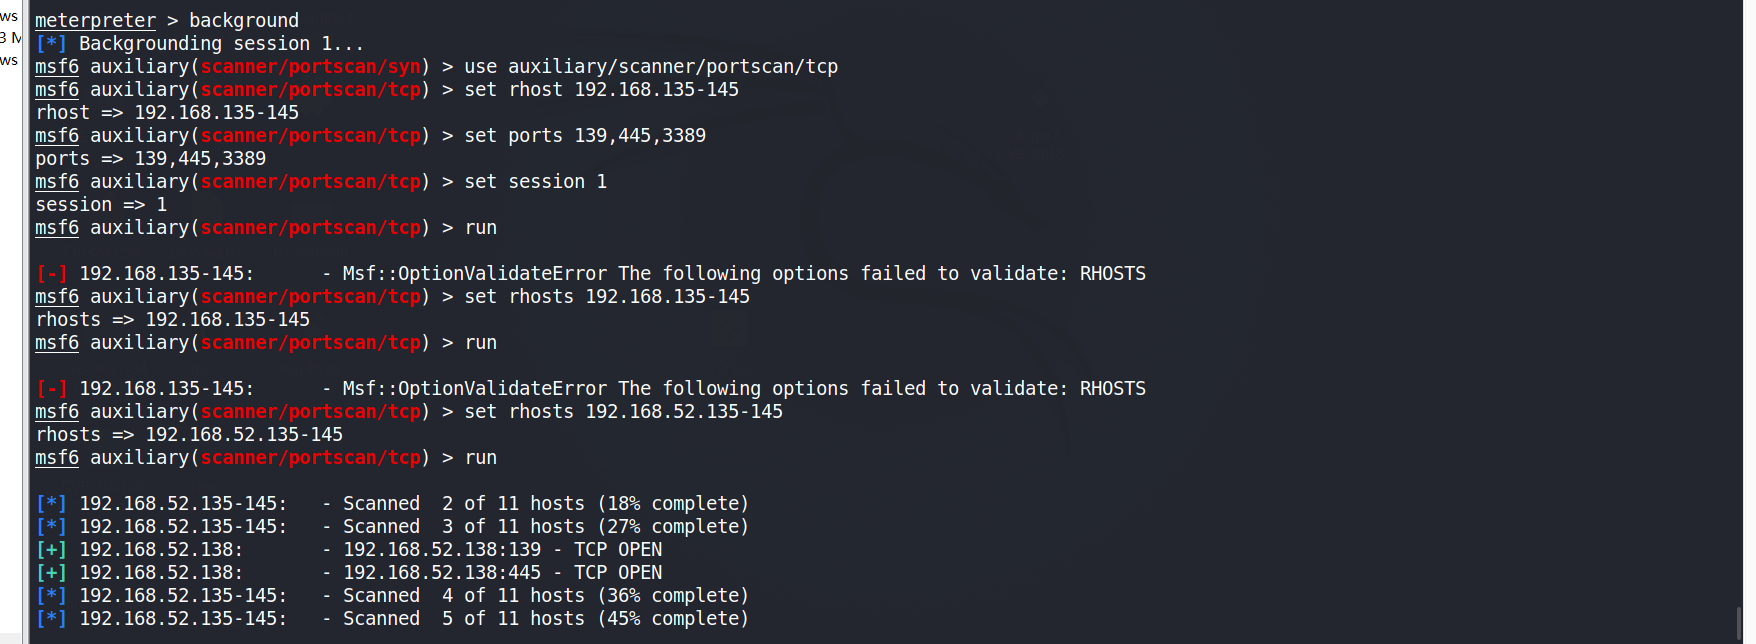 ws
3 M
ws
meterpreter > background
[*] Backgrounding session 1...
msf6 auxiliary(scanner/portscan/syn) > use auxiliary/scanner/portscan/tcp
msf6 auxiliary(scanner/portscan/tcp) > set rhost 192.168.135-145
rhost => 192.168.135-145
msf6 auxiliary(scanner/portscan/tcp) > set ports 139,445,3389
ports => 139,445,3389
msf6 auxiliary(scanner/portscan/tcp) > set session 1
session => 1
msf6 auxiliary(scanner/portscan/tcp) > run
[-] 192.168.135-145:      - Msf::OptionValidateError The following options failed to validate: RHOSTS
msf6 auxiliary(scanner/portscan/tcp) > set rhosts 192.168.135-145
rhosts => 192.168.135-145
msf6 auxiliary(scanner/portscan/tcp) > run
[-] 192.168.135-145:      - Msf::OptionValidateError The following options failed to validate: RHOSTS
msf6 auxiliary(scanner/portscan/tcp) > set rhosts 192.168.52.135-145
rhosts => 192.168.52.135-145
msf6 auxiliary(scanner/portscan/tcp) > run
[*] 192.168.52.135-145:   - Scanned  2 of 11 hosts (18% complete)
[*] 192.168.52.135-145:   - Scanned  3 of 11 hosts (27% complete)
[+] 192.168.52.138:       - 192.168.52.138:139 - TCP OPEN
[+] 192.168.52.138:       - 192.168.52.138:445 - TCP OPEN
[*] 192.168.52.135-145:   - Scanned  4 of 11 hosts (36% complete)
[*] 192.168.52.135-145:   - Scanned  5 of 11 hosts (45% complete)